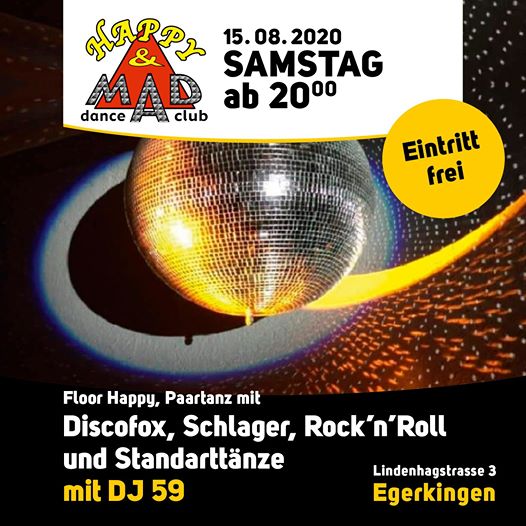 HAPPY
&
MAD
dance club
15.08.2020
SAMSTAG
ab 20⁰⁰
Eintritt
frei
Floor Happy, Paartanz mit
Discofox, Schlager, Rock´n´Roll
und Standarttänze
mit DJ 59
Lindenhagstrasse 3
Egerkingen